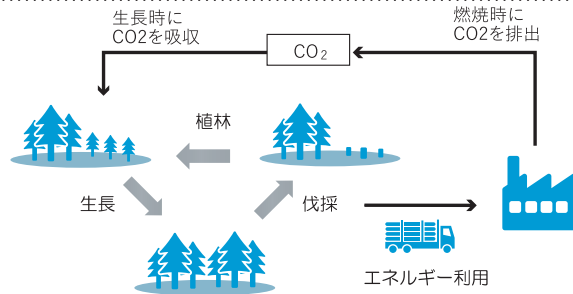 生長時に
CO2を吸収
CO2
燃焼時に
CO2を排出
植林
生長
伐採
エネルギー利用